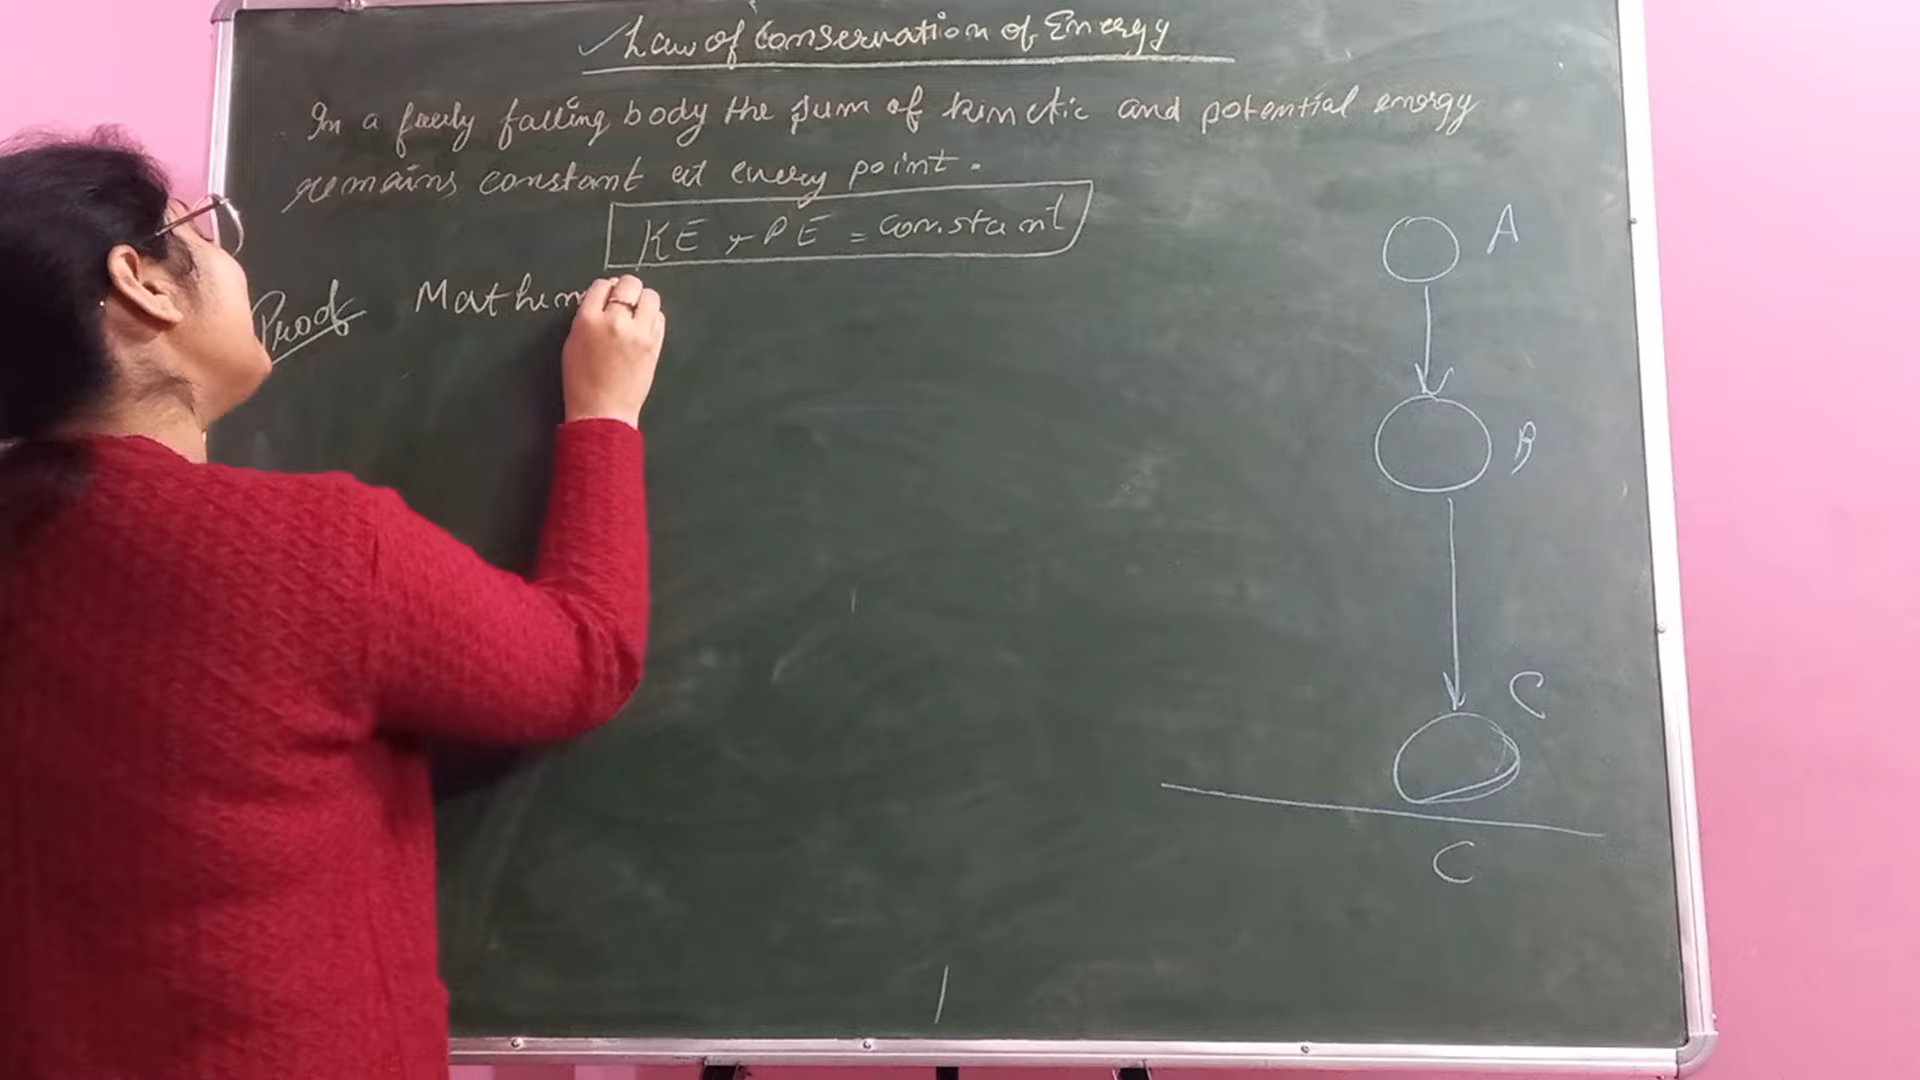 Law of Conservation of Energy
In a freely falling body the sum of kinetic and potential energy
remains constant at every point.
KE + PE = constant
Proof Mathem
A
B
C
C